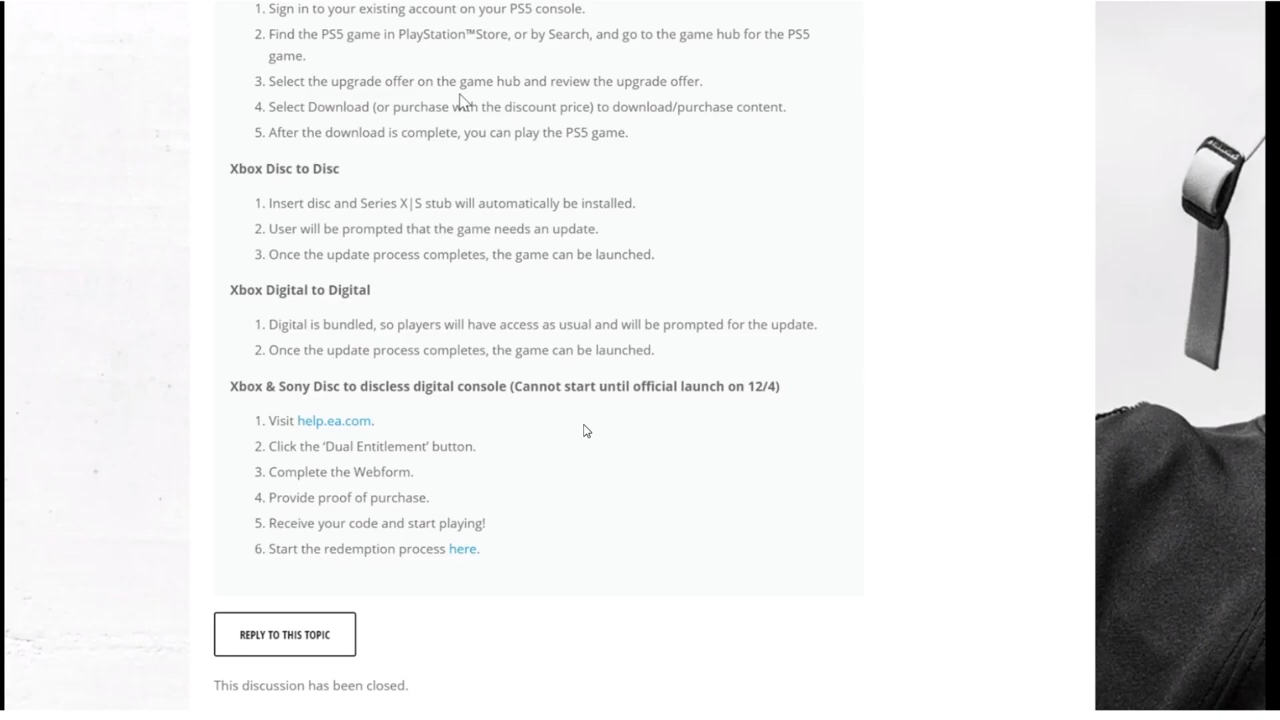 1. Sign in to your existing account on your PS5 console.
2. Find the PS5 game in PlayStation™Store, or by Search, and go to the game hub for the PS5
game.
3. Select the upgrade offer on the game hub and review the upgrade offer.
4. Select Download (or purchase with the discount price) to download/purchase content.
5. After the download is complete, you can play the PS5 game.
Xbox Disc to Disc
1. Insert disc and Series X|S stub will automatically be installed.
2. User will be prompted that the game needs an update.
3. Once the update process completes, the game can be launched.
Xbox Digital to Digital
1. Digital is bundled, so players will have access as usual and will be prompted for the update.
2. Once the update process completes, the game can be launched.
Xbox & Sony Disc to discless digital console (Cannot start until official launch on 12/4)
1. Visit help.ea.com.
2. Click the ‘Dual Entitlement’ button.
3. Complete the Webform.
4. Provide proof of purchase.
5. Receive your code and start playing!
6. Start the redemption process here.
REPLY TO THIS TOPIC
This discussion has been closed.